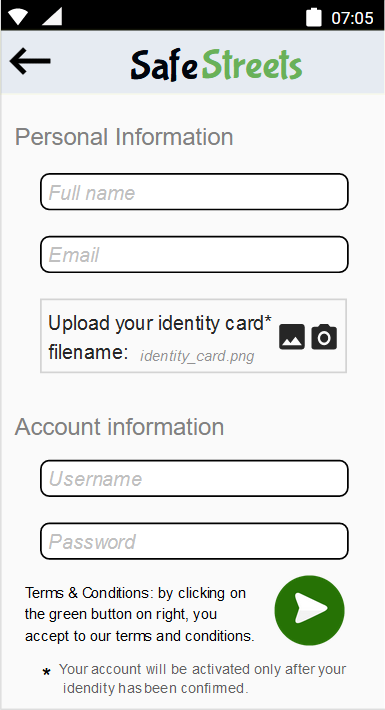 07:05
SafeStreets
Personal Information
Full name
Email
Upload your identity card*
filename: identity_card.png
Account information
Username
Password
Terms & Conditions: by clicking on
the green button on right, you
accept to our terms and conditions.
* Your account will be activated only after your
idendity has been confirmed.